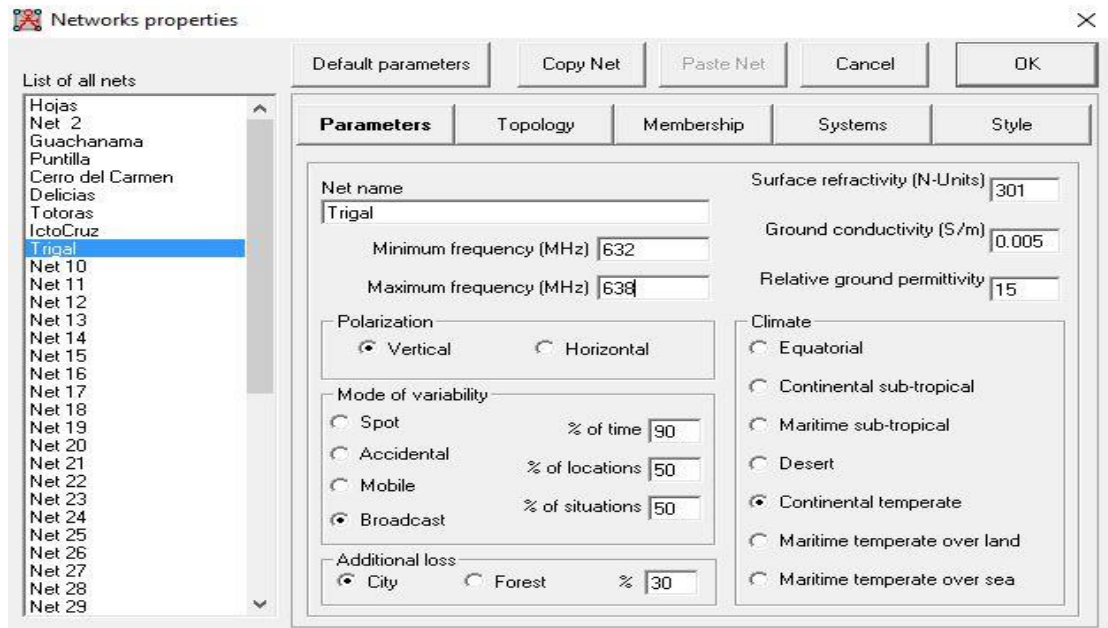 Networks properties
List of all nets
Hojas
Net 2
Guachanama
Puntilla
Cerro del Carmen
Delicias
Totoras
IctoCruz
Trigal
Net 10
Net 11
Net 12
Net 13
Net 14
Net 15
Net 16
Net 17
Net 18
Net 19
Net 20
Net 21
Net 22
Net 23
Net 24
Net 25
Net 26
Net 27
Net 28
Net 29
Default parameters Copy Net Paste Net Cancel OK
Parameters Topology Membership Systems Style
Net name
Trigal
Minimum frequency (MHz) 632
Maximum frequency (MHz) 638
Surface refractivity (N-Units) 301
Ground conductivity (S/m) 0.005
Relative ground permittivity 15
Polarization
Vertical Horizontal
Mode of variability
Spot
Accidental
Mobile
Broadcast
% of time 90
% of locations 50
% of situations 50
Additional loss
City Forest % 30
Climate
Equatorial
Continental sub-tropical
Maritime sub-tropical
Desert
Continental temperate
Maritime temperate over land
Maritime temperate over sea